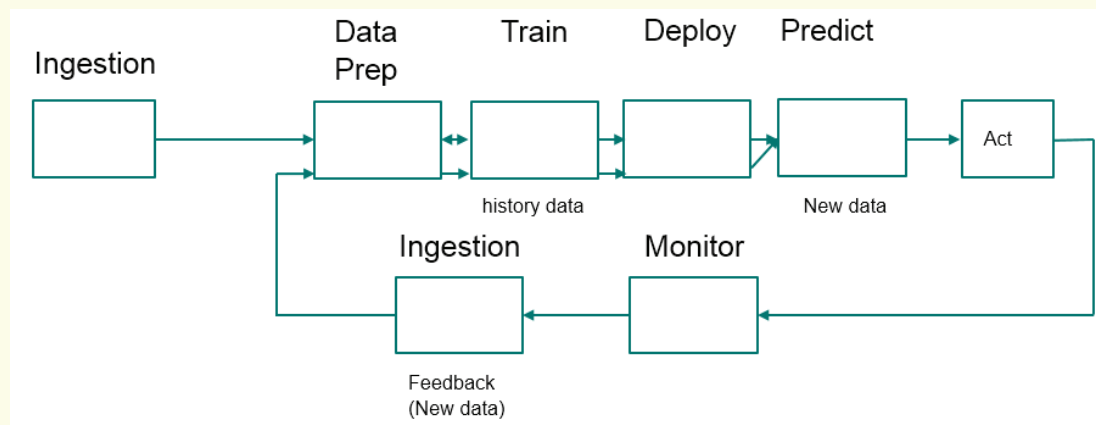 Ingestion
Data
Prep
Train
Deploy
Predict
Act
history data
New data
Ingestion
Monitor
Feedback
(New data)